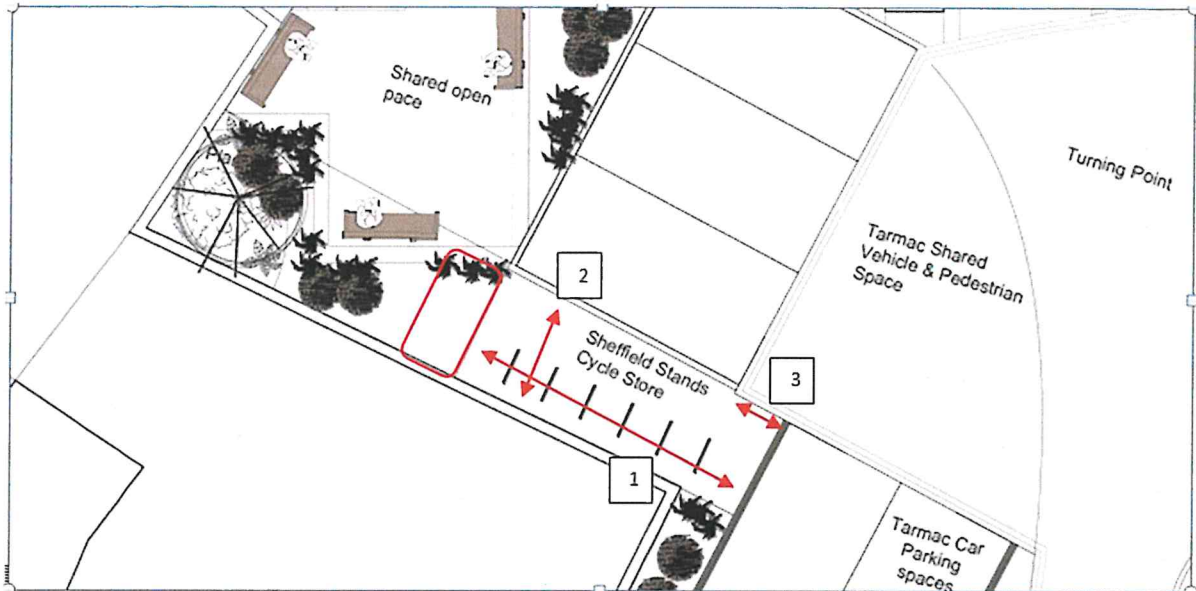 Shared open
pace
Pla
Turning Point
Tarmac Shared
Vehicle & Pedestrian
Space
2
Sheffield Stands
Cycle Store
3
1
Tarmac Car
Parking
spaces